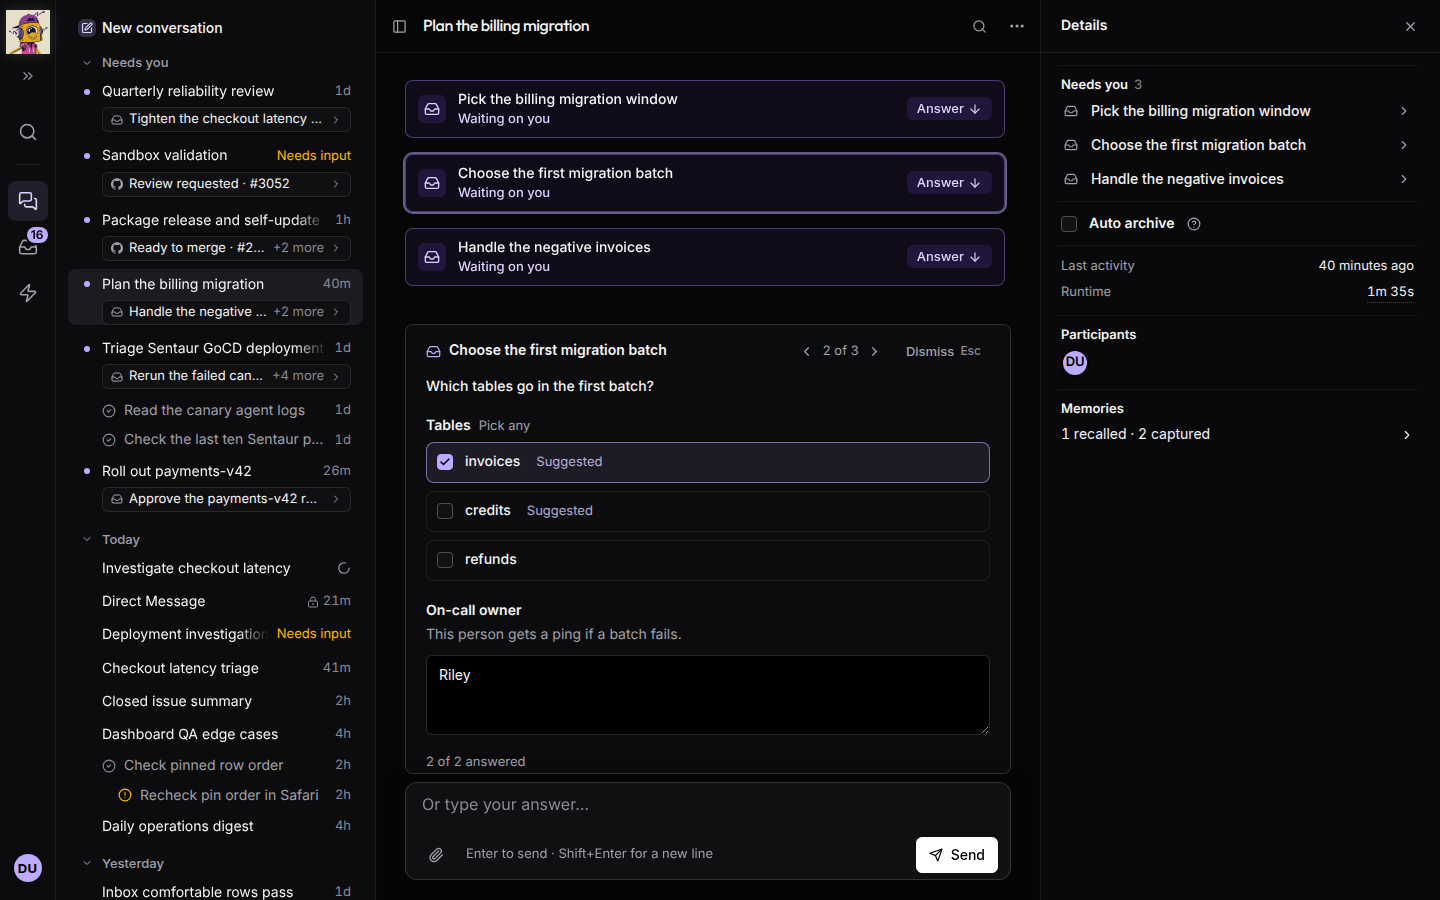 New conversation
Needs you
Quarterly reliability review 1d
Tighten the checkout latency ...
Sandbox validation Needs input
Review requested · #3052
Package release and self-update 1h
Ready to merge · #2... +2 more
Plan the billing migration 40m
Handle the negative ... +2 more
Triage Sentaur GoCD deployment 1d
Rerun the failed can... +4 more
Read the canary agent logs 1d
Check the last ten Sentaur p... 1d
Roll out payments-v42 26m
Approve the payments-v42 r...
Today
Investigate checkout latency
Direct Message 21m
Deployment investigation Needs input
Checkout latency triage 41m
Closed issue summary 2h
Dashboard QA edge cases 4h
Check pinned row order 2h
Recheck pin order in Safari 2h
Daily operations digest 4h
Yesterday
Inbox comfortable rows pass 1d
16
DU
Plan the billing migration
Pick the billing migration window
Waiting on you
Answer
Choose the first migration batch
Waiting on you
Answer
Handle the negative invoices
Waiting on you
Answer
Choose the first migration batch 2 of 3 Dismiss Esc
Which tables go in the first batch?
Tables Pick any
invoices Suggested
credits Suggested
refunds
On-call owner
This person gets a ping if a batch fails.
Riley
2 of 2 answered
Or type your answer...
Enter to send · Shift+Enter for a new line
Send
Details
Needs you 3
Pick the billing migration window
Choose the first migration batch
Handle the negative invoices
Auto archive
Last activity 40 minutes ago
Runtime 1m 35s
Participants
DU
Memories
1 recalled · 2 captured